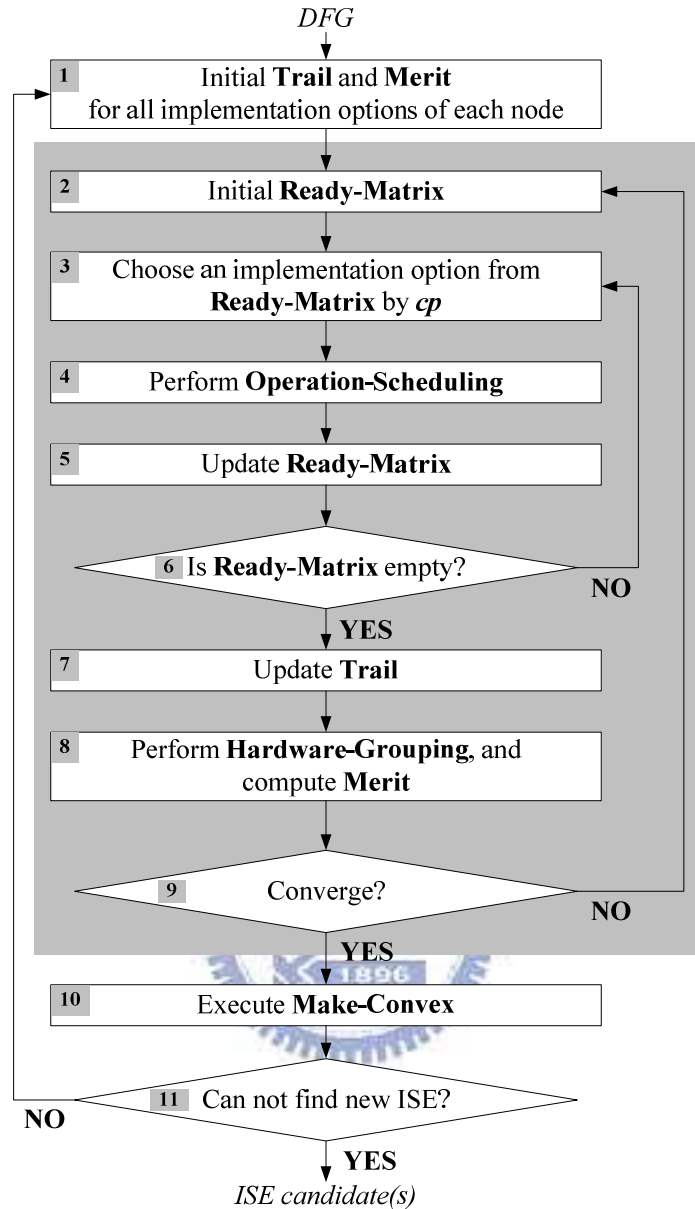 DFG
1
Initial Trail and Merit
for all implementation options of each node
2
Initial Ready-Matrix
3
Choose an implementation option from
Ready-Matrix by cp
4
Perform Operation-Scheduling
5
Update Ready-Matrix
6 Is Ready-Matrix empty?
NO
YES
7
Update Trail
8
Perform Hardware-Grouping, and
compute Merit
9 Converge?
NO
YES
1896
10
Execute Make-Convex
11 Can not find new ISE?
NO
YES
ISE candidate(s)